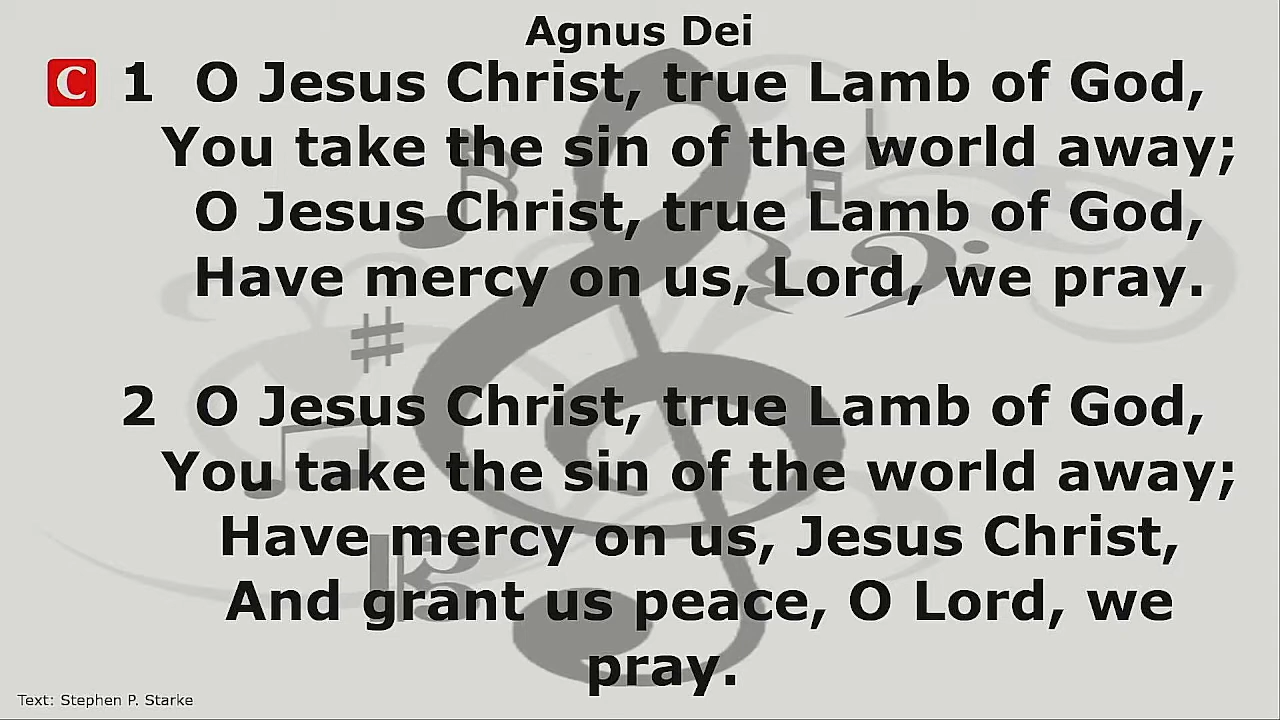 Agnus Dei
C 1 O Jesus Christ, true Lamb of God,
You take the sin of the world away;
O Jesus Christ, true Lamb of God,
Have mercy on us, Lord, we pray.
2 O Jesus Christ, true Lamb of God,
You take the sin of the world away;
Have mercy on us, Jesus Christ,
And grant us peace, O Lord, we
pray.
Text: Stephen P. Starke